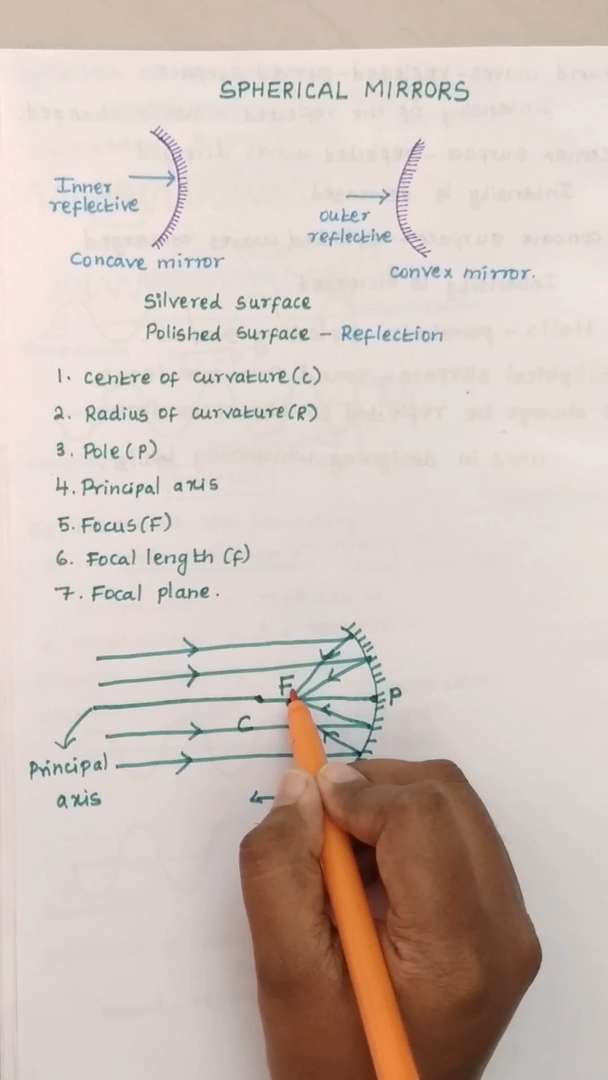 SPHERICAL MIRRORS
Inner
reflective
outer
reflective
Concave mirror
convex mirror.
Silvered surface
Polished surface - Reflection
1. Centre of curvature (C)
2. Radius of curvature (R)
3. Pole (P)
4. Principal axis
5. Focus (F)
6. Focal length (f)
7. Focal plane.
F
P
C
Principal
axis